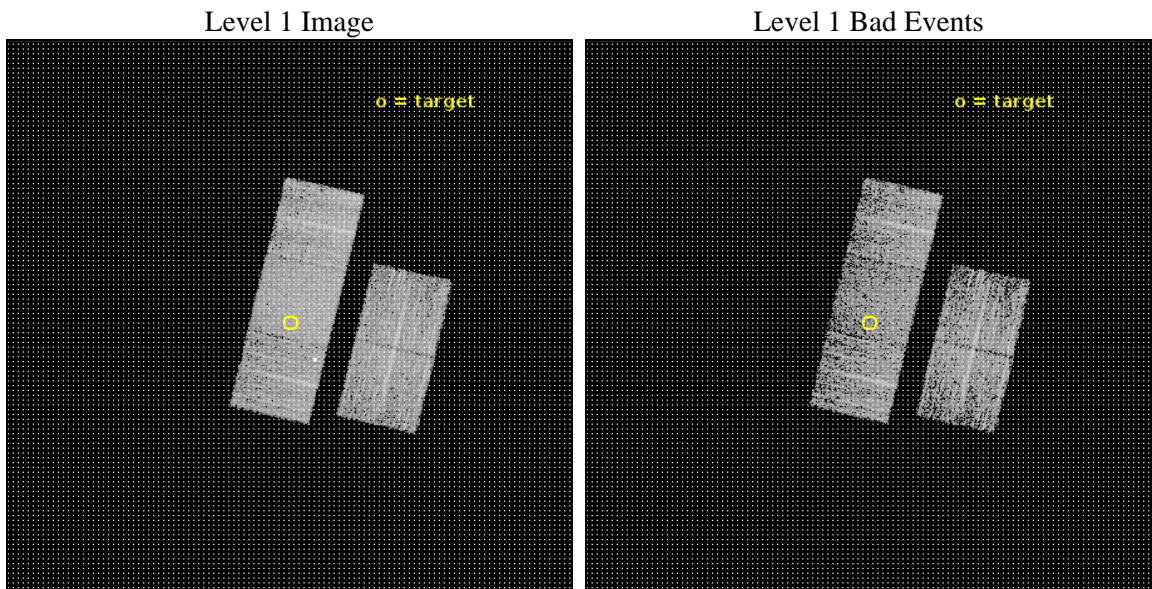 Level 1 Image
Level 1 Bad Events
o = target
o = target